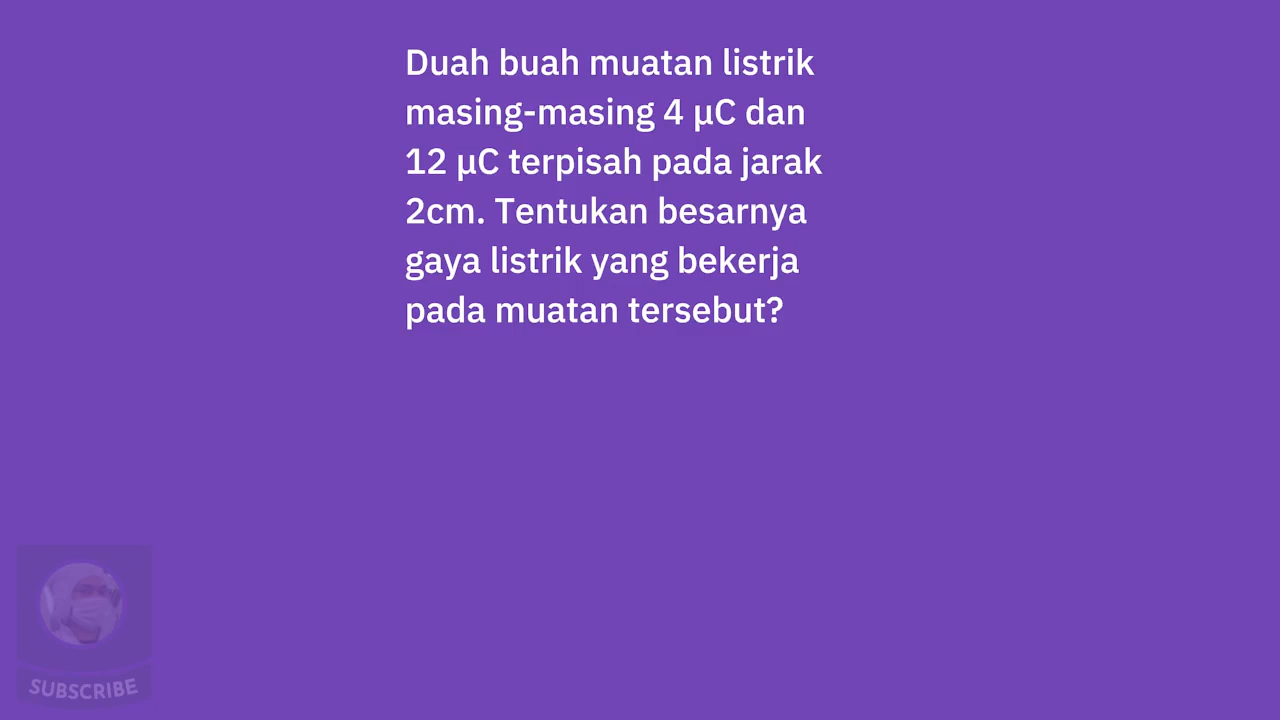 Duah buah muatan listrik
masing-masing 4 µC dan
12 µC terpisah pada jarak
2cm. Tentukan besarnya
gaya listrik yang bekerja
pada muatan tersebut?
SUBSCRIBE